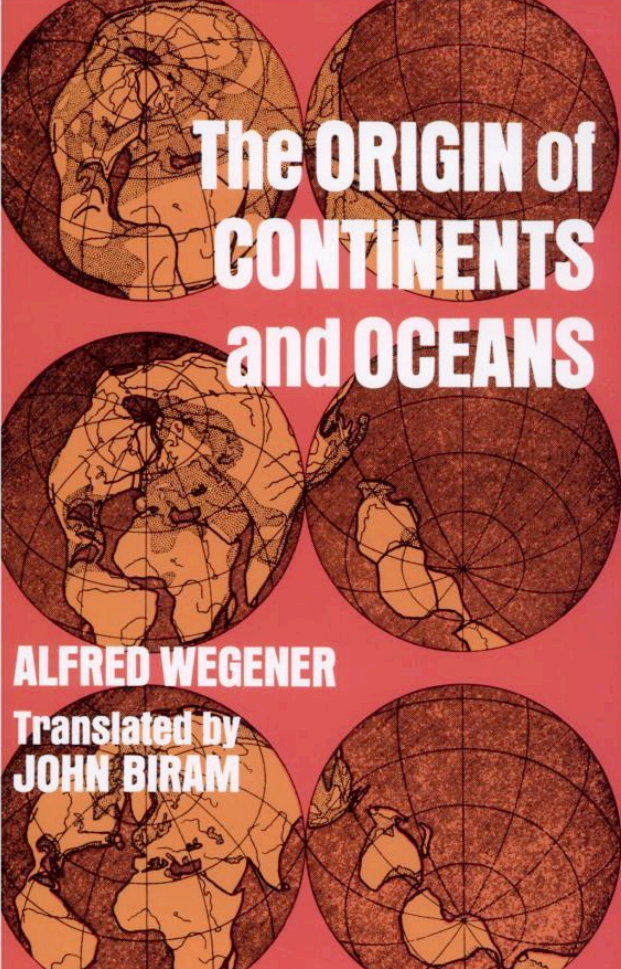 The ORIGIN of
CONTINENTS
and OCEANS
ALFRED WEGENER
Translated by
JOHN BIRAM